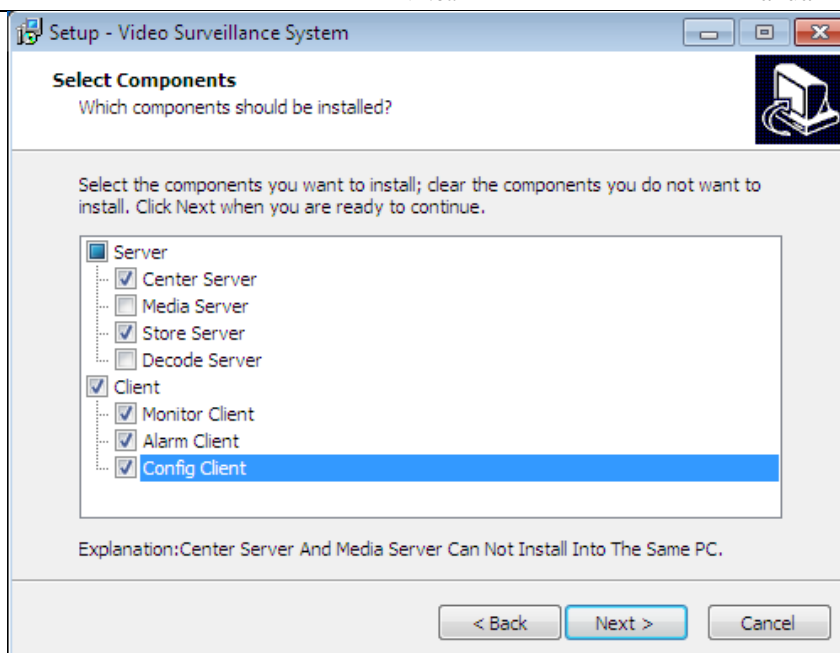 Setup - Video Surveillance System
Select Components
Which components should be installed?
Select the components you want to install; clear the components you do not want to
install. Click Next when you are ready to continue.
Server
Center Server
Media Server
Store Server
Decode Server
Client
Monitor Client
Alarm Client
Config Client
Explanation:Center Server And Media Server Can Not Install Into The Same PC.
< Back
Next >
Cancel